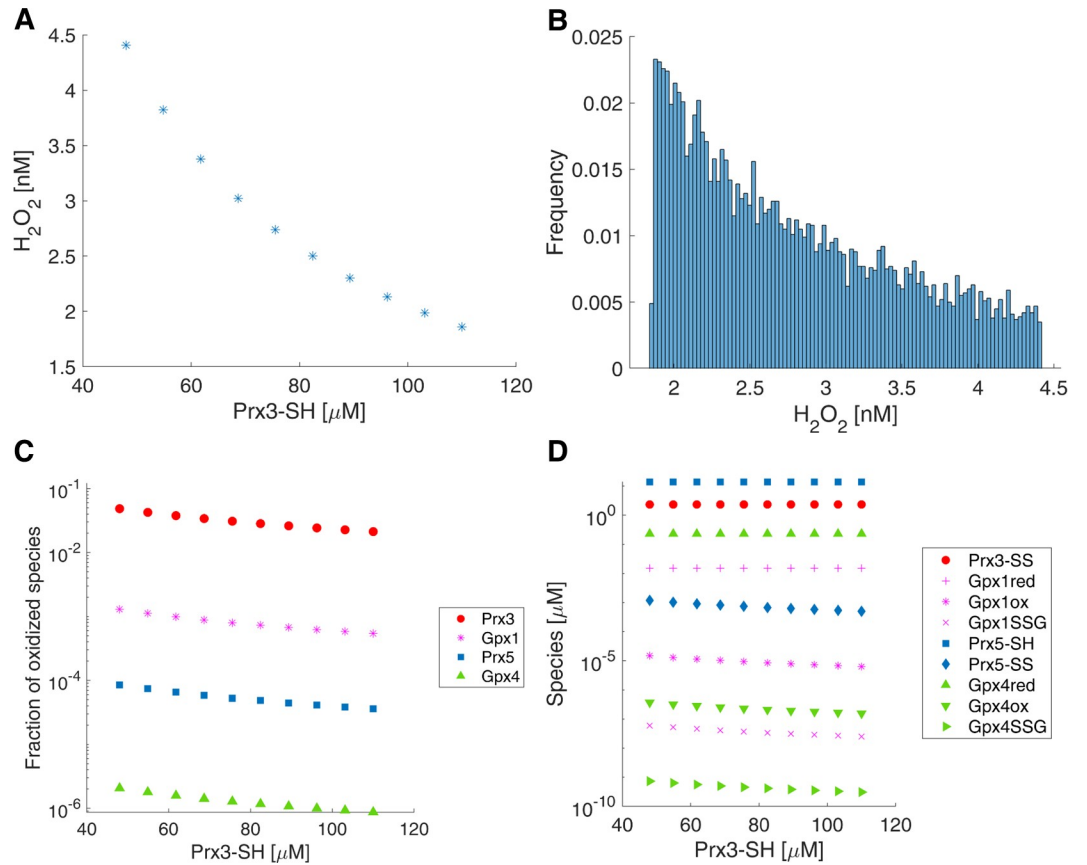 A
4.5
4
3.5
3
2.5
2
1.5
H₂O₂ [nM]
40
60
80
100
120
Prx3-SH [μM]
B
0.025
0.02
0.015
0.01
0.005
0
Frequency
2
2.5
3
3.5
4
4.5
H₂O₂ [nM]
C
10⁻¹
10⁻²
10⁻⁴
10⁻⁶
Fraction of oxidized species
40
60
80
100
120
Prx3-SH [μM]
Prx3
Gpx1
Prx5
Gpx4
D
10⁰
10⁻⁵
10⁻¹⁰
Species [μM]
40
60
80
100
120
Prx3-SH [μM]
Prx3-SS
Gpx1red
Gpx1ox
Gpx1SSG
Prx5-SH
Prx5-SS
Gpx4red
Gpx4ox
Gpx4SSG